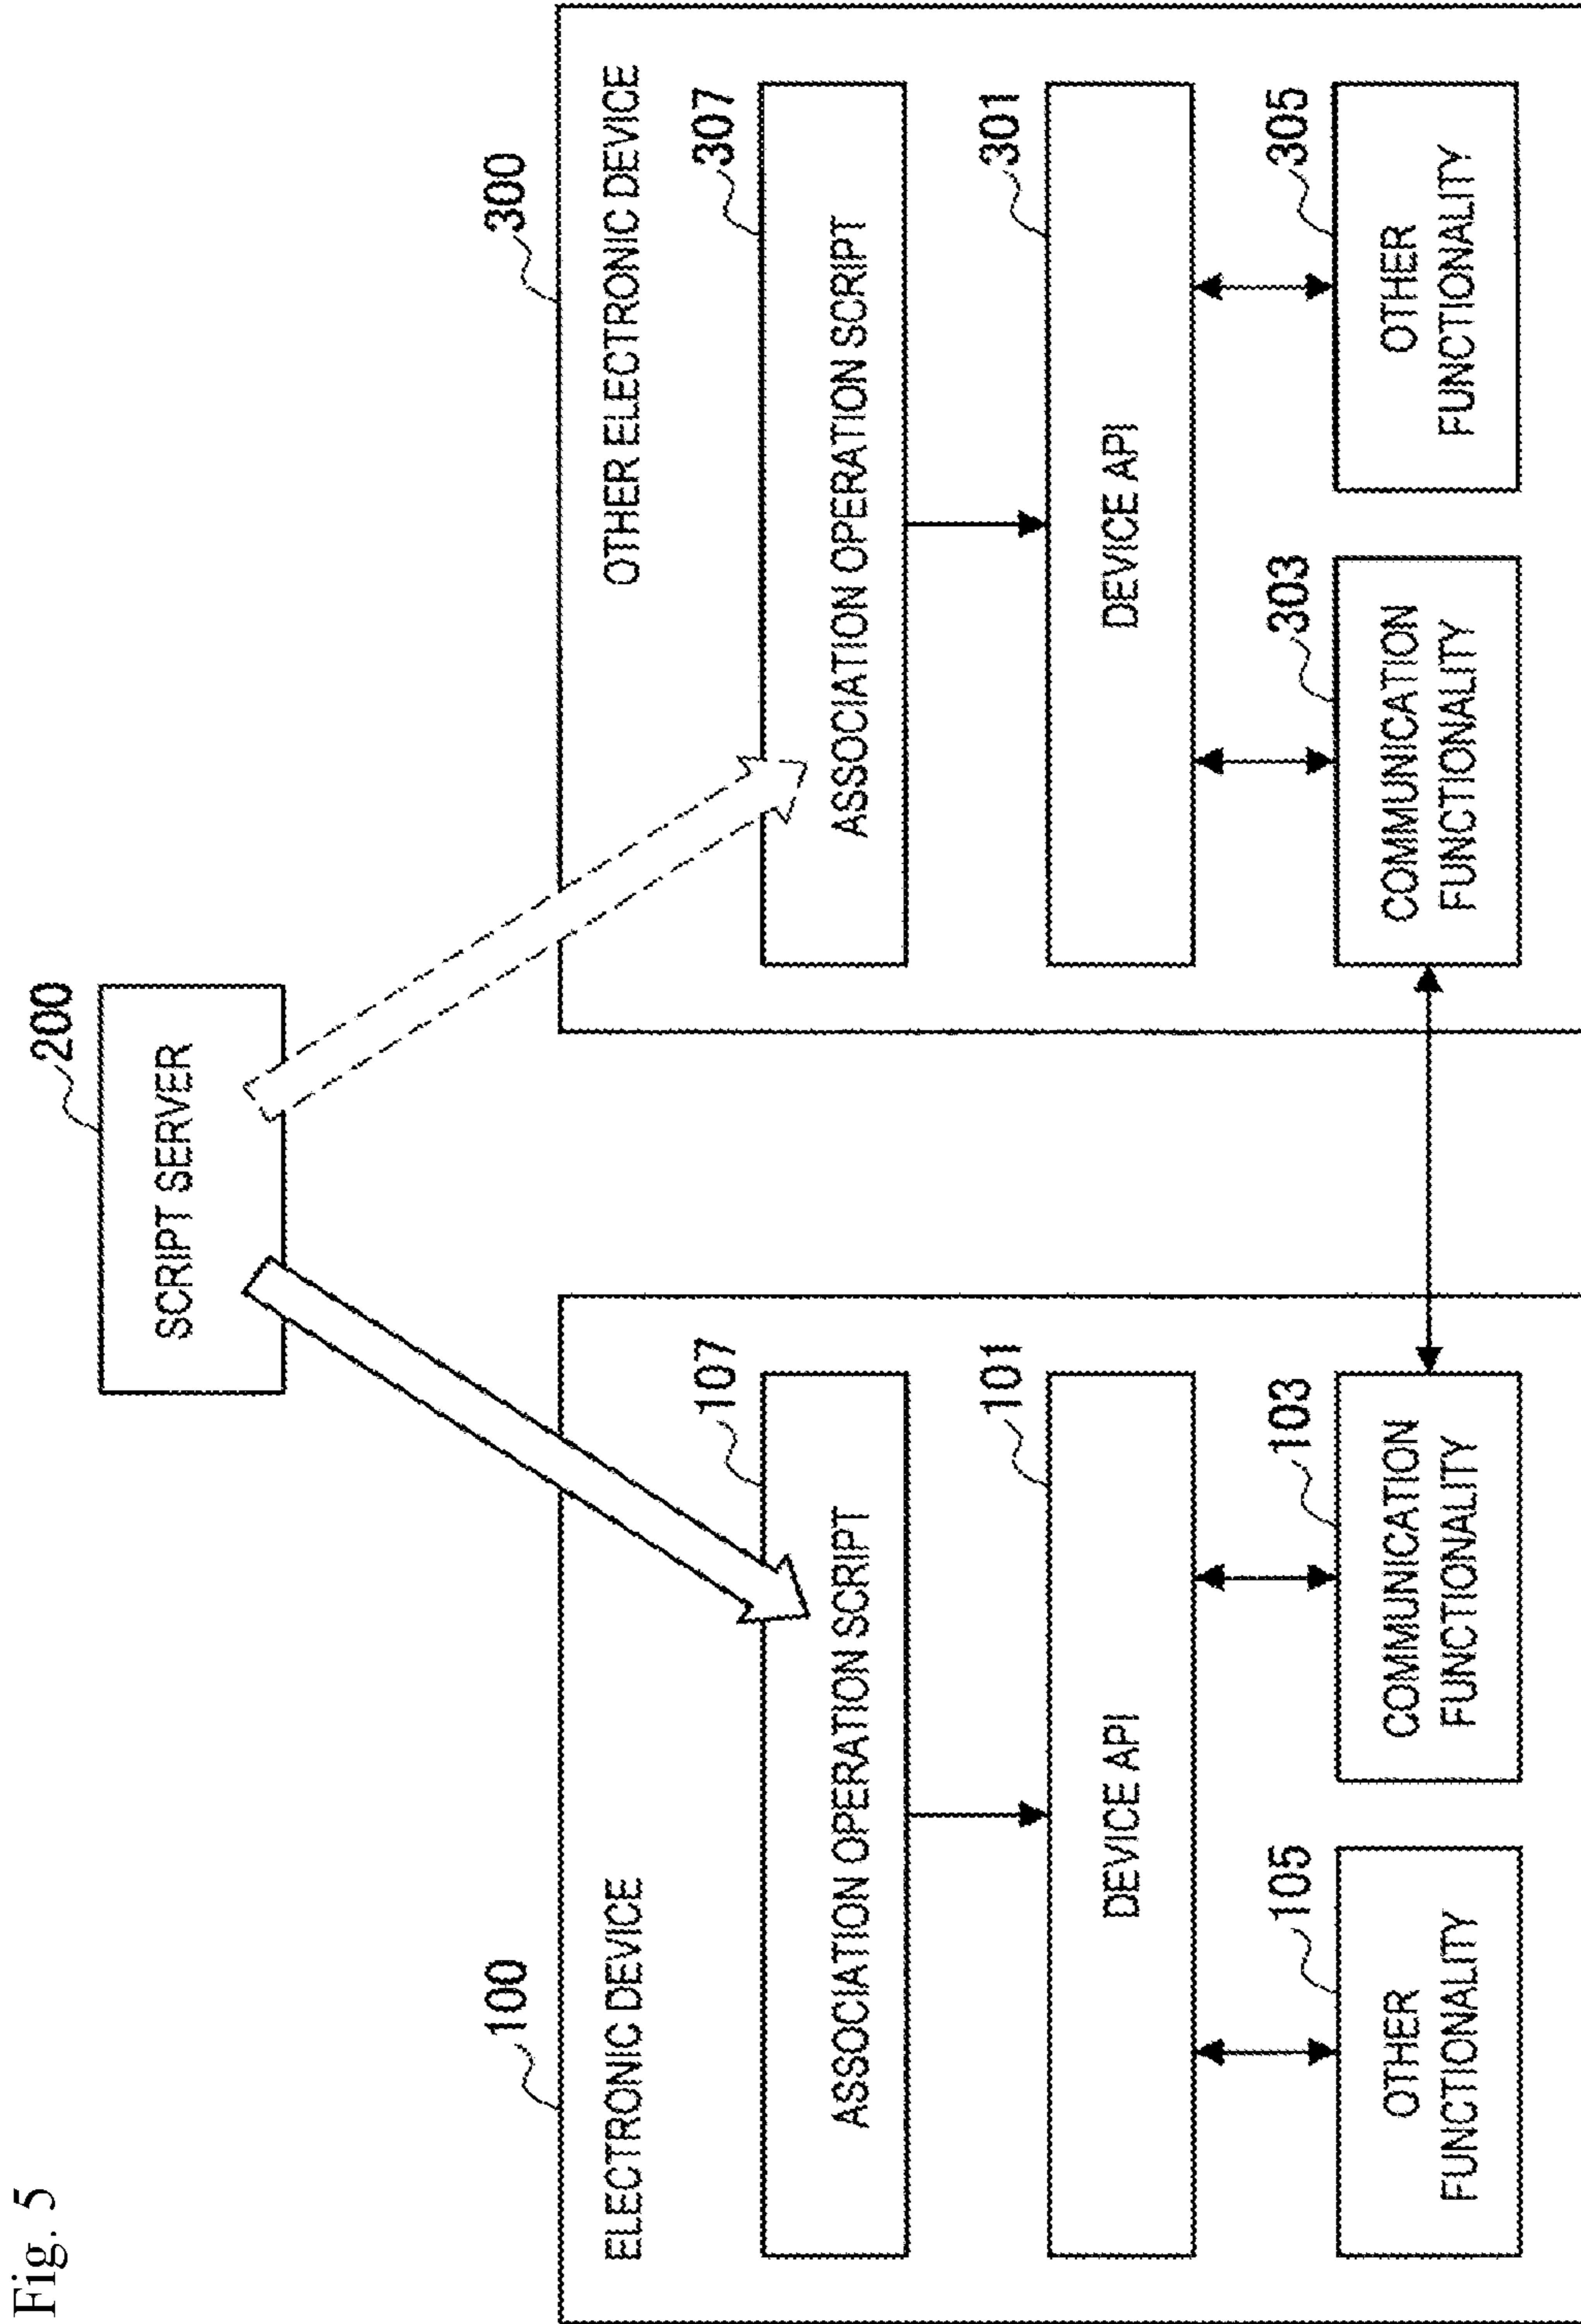 Fig. 5
200
SCRIPT SERVER
100
ELECTRONIC DEVICE
107
ASSOCIATION OPERATION SCRIPT
101
DEVICE API
105
OTHER
FUNCTIONALITY
103
COMMUNICATION
FUNCTIONALITY
300
OTHER ELECTRONIC DEVICE
307
ASSOCIATION OPERATION SCRIPT
301
DEVICE API
303
COMMUNICATION
FUNCTIONALITY
305
OTHER
FUNCTIONALITY